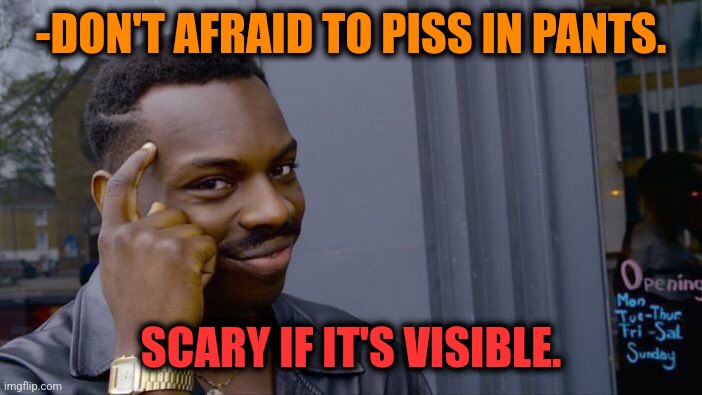 -DON'T AFRAID TO PISS IN PANTS.
SCARY IF IT'S VISIBLE.
Opening
Mon
Tue-Thur
Fri-Sat
Sunday
imgflip.com